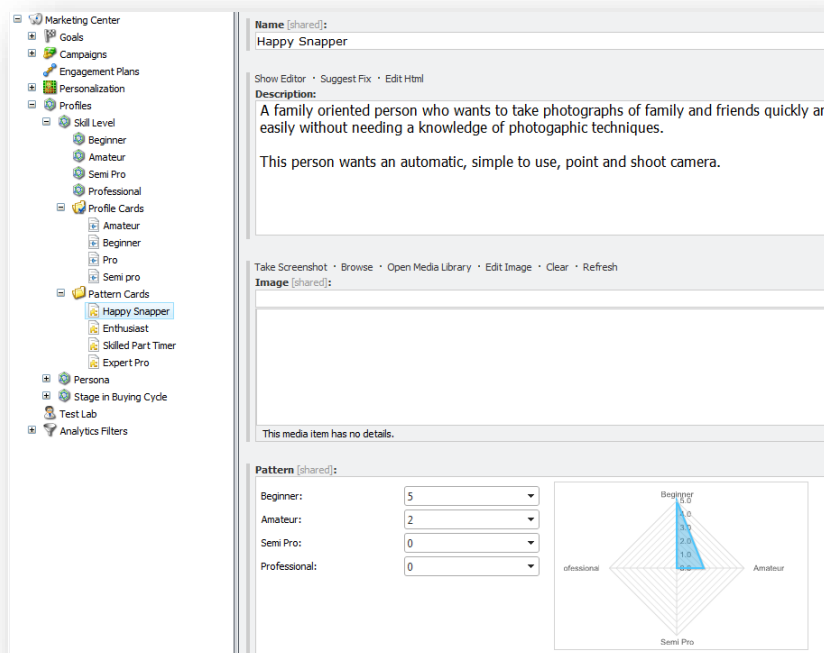 Marketing Center
Goals
Campaigns
Engagement Plans
Personalization
Profiles
Skill Level
Beginner
Amateur
Semi Pro
Professional
Profile Cards
Amateur
Beginner
Pro
Semi pro
Pattern Cards
Happy Snapper
Enthusiast
Skilled Part Timer
Expert Pro
Persona
Stage in Buying Cycle
Test Lab
Analytics Filters
Name [shared]:
Happy Snapper
Show Editor · Suggest Fix · Edit Html
Description:
A family oriented person who wants to take photographs of family and friends quickly
easily without needing a knowledge of photogaphic techniques.
This person wants an automatic, simple to use, point and shoot camera.
Take Screenshot · Browse · Open Media Library · Edit Image · Clear · Refresh
Image [shared]:
This media item has no details.
Pattern [shared]:
Beginner: 5
Amateur: 2
Semi Pro: 0
Professional: 0
Beginner
5.0
4.0
3.0
2.0
1.0
0.0
ofessional
Amateur
Semi Pro